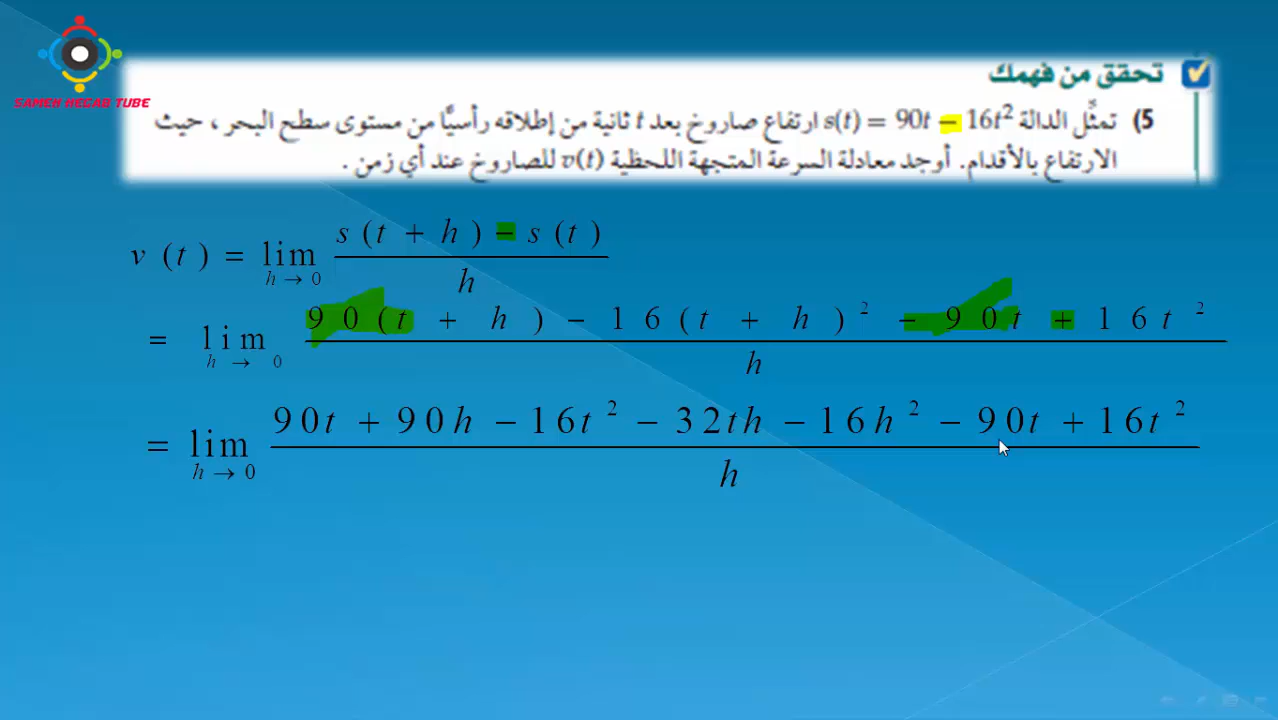 SAMEH BECAR TUBE
تحقق من فهمك
5) تمثِّل الدالة s(t) = 90t − 16t² ارتفاع صاروخ بعد t ثانية من إطلاقه رأسيًّا من مستوى سطح البحر ، حيث
الارتفاع بالأقدام. أوجد معادلة السرعة المتجهة اللحظية v(t) للصاروخ عند أي زمن .
v (t) = lim h → 0 s (t + h) − s (t) / h
= lim h → 0 90(t + h) − 16(t + h)² − 90t + 16t² / h
= lim h → 0 90t + 90h − 16t² − 32th − 16h² − 90t + 16t² / h